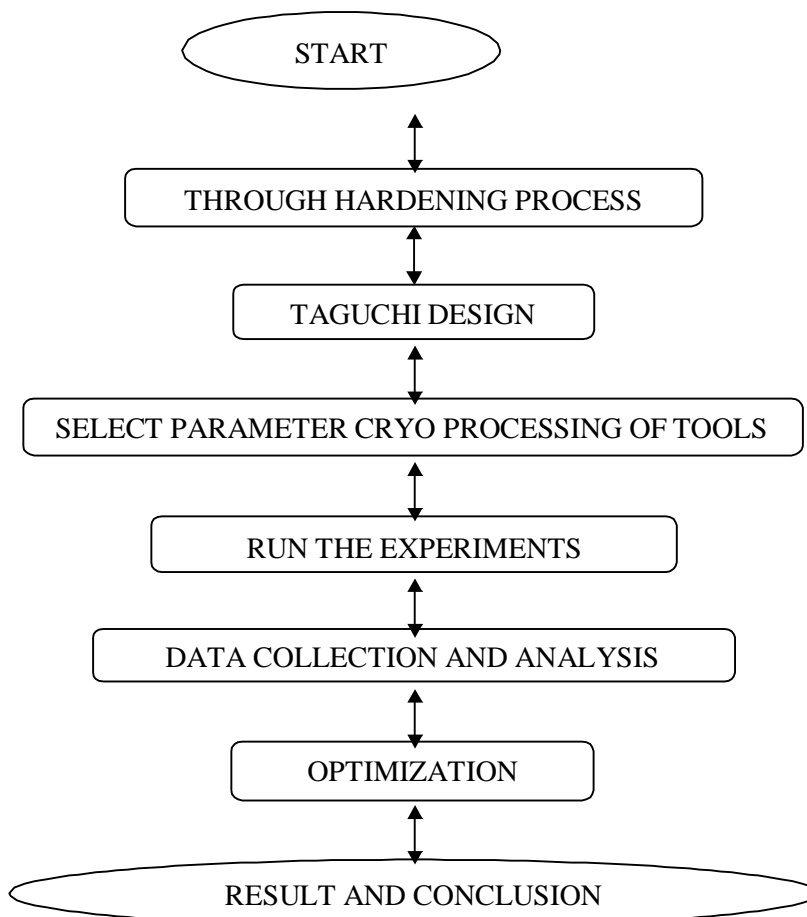 START
THROUGH HARDENING PROCESS
TAGUCHI DESIGN
SELECT PARAMETER CRYO PROCESSING OF TOOLS
RUN THE EXPERIMENTS
DATA COLLECTION AND ANALYSIS
OPTIMIZATION
RESULT AND CONCLUSION